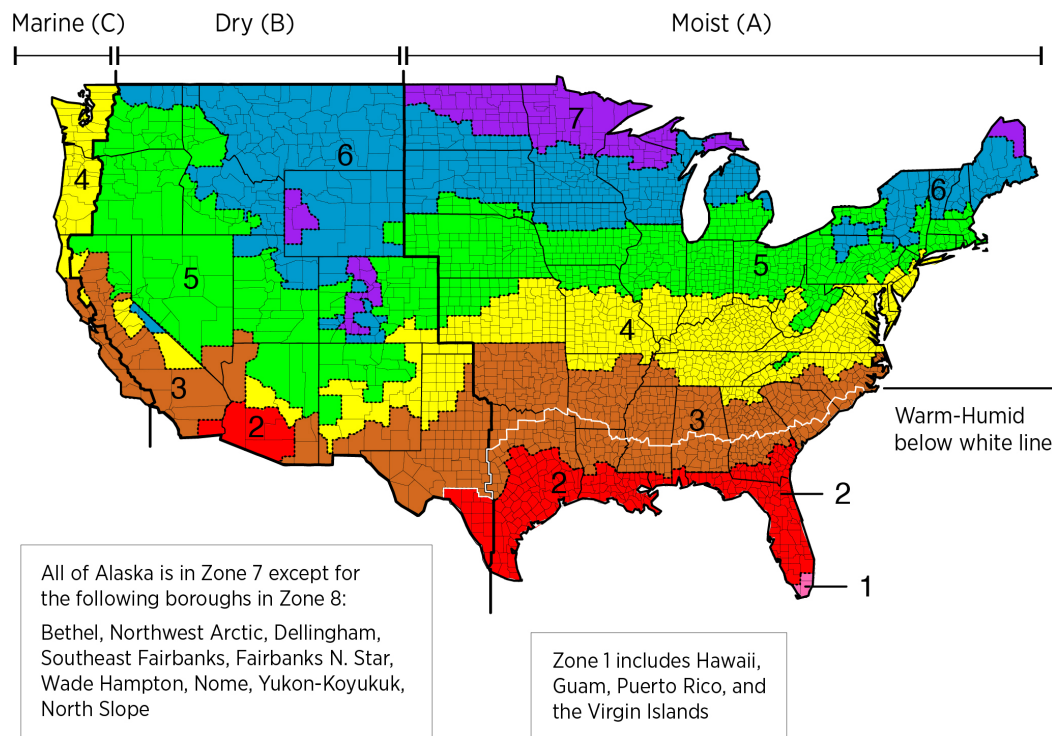 Marine (C)
Dry (B)
Moist (A)
7
6
4
6
5
5
4
3
3
2
2
Warm-Humid
below white line
2
1
All of Alaska is in Zone 7 except for
the following boroughs in Zone 8:
Bethel, Northwest Arctic, Dellingham,
Southeast Fairbanks, Fairbanks N. Star,
Wade Hampton, Nome, Yukon-Koyukuk,
North Slope
Zone 1 includes Hawaii,
Guam, Puerto Rico, and
the Virgin Islands